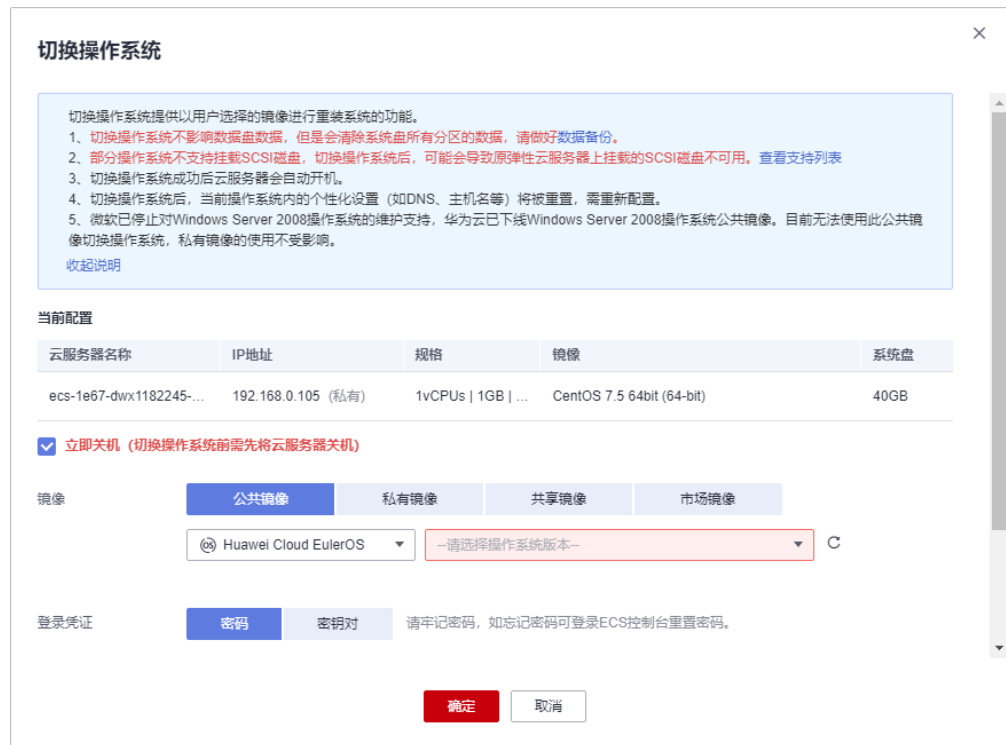 切换操作系统
切换操作系统提供以用户选择的镜像进行重装系统的功能。
1、切换操作系统不影响数据盘数据，但是会清除系统盘所有分区的数据，请做好数据备份。
2、部分操作系统不支持挂载SCSI磁盘，切换操作系统后，可能会导致原弹性云服务器上挂载的SCSI磁盘不可用。查看支持列表
3、切换操作系统成功后云服务器会自动开机。
4、切换操作系统后，当前操作系统内的个性化设置（如DNS、主机名等）将被重置，需重新配置。
5、微软已停止对Windows Server 2008操作系统的维护支持，华为云已下线Windows Server 2008操作系统公共镜像。目前无法使用此公共镜
像切换操作系统，私有镜像的使用不受影响。
收起说明
当前配置
云服务器名称 IP地址 规格 镜像 系统盘
ecs-1e67-dwx1182245-... 192.168.0.105 (私有) 1vCPUs | 1GB | ... CentOS 7.5 64bit (64-bit) 40GB
立即关机（切换操作系统前需先将云服务器关机）
镜像 公共镜像 私有镜像 共享镜像 市场镜像
Huawei Cloud EulerOS --请选择操作系统版本--
登录凭证 密码 密钥对 请牢记密码，如忘记密码可登录ECS控制台重置密码。
确定 取消